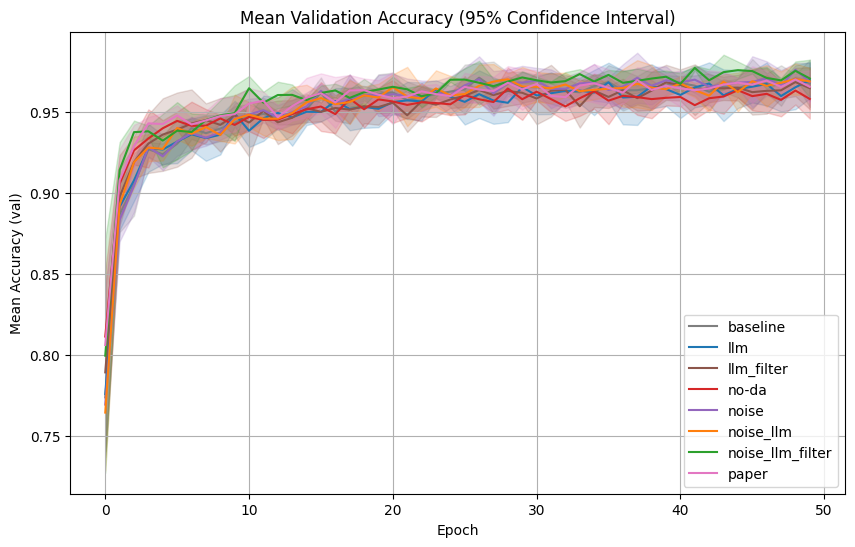 Mean Validation Accuracy (95% Confidence Interval)
Mean Accuracy (val)
0.95
0.90
0.85
0.80
0.75
0
10
20
30
40
50
Epoch
baseline
llm
llm_filter
no-da
noise
noise_llm
noise_llm_filter
paper